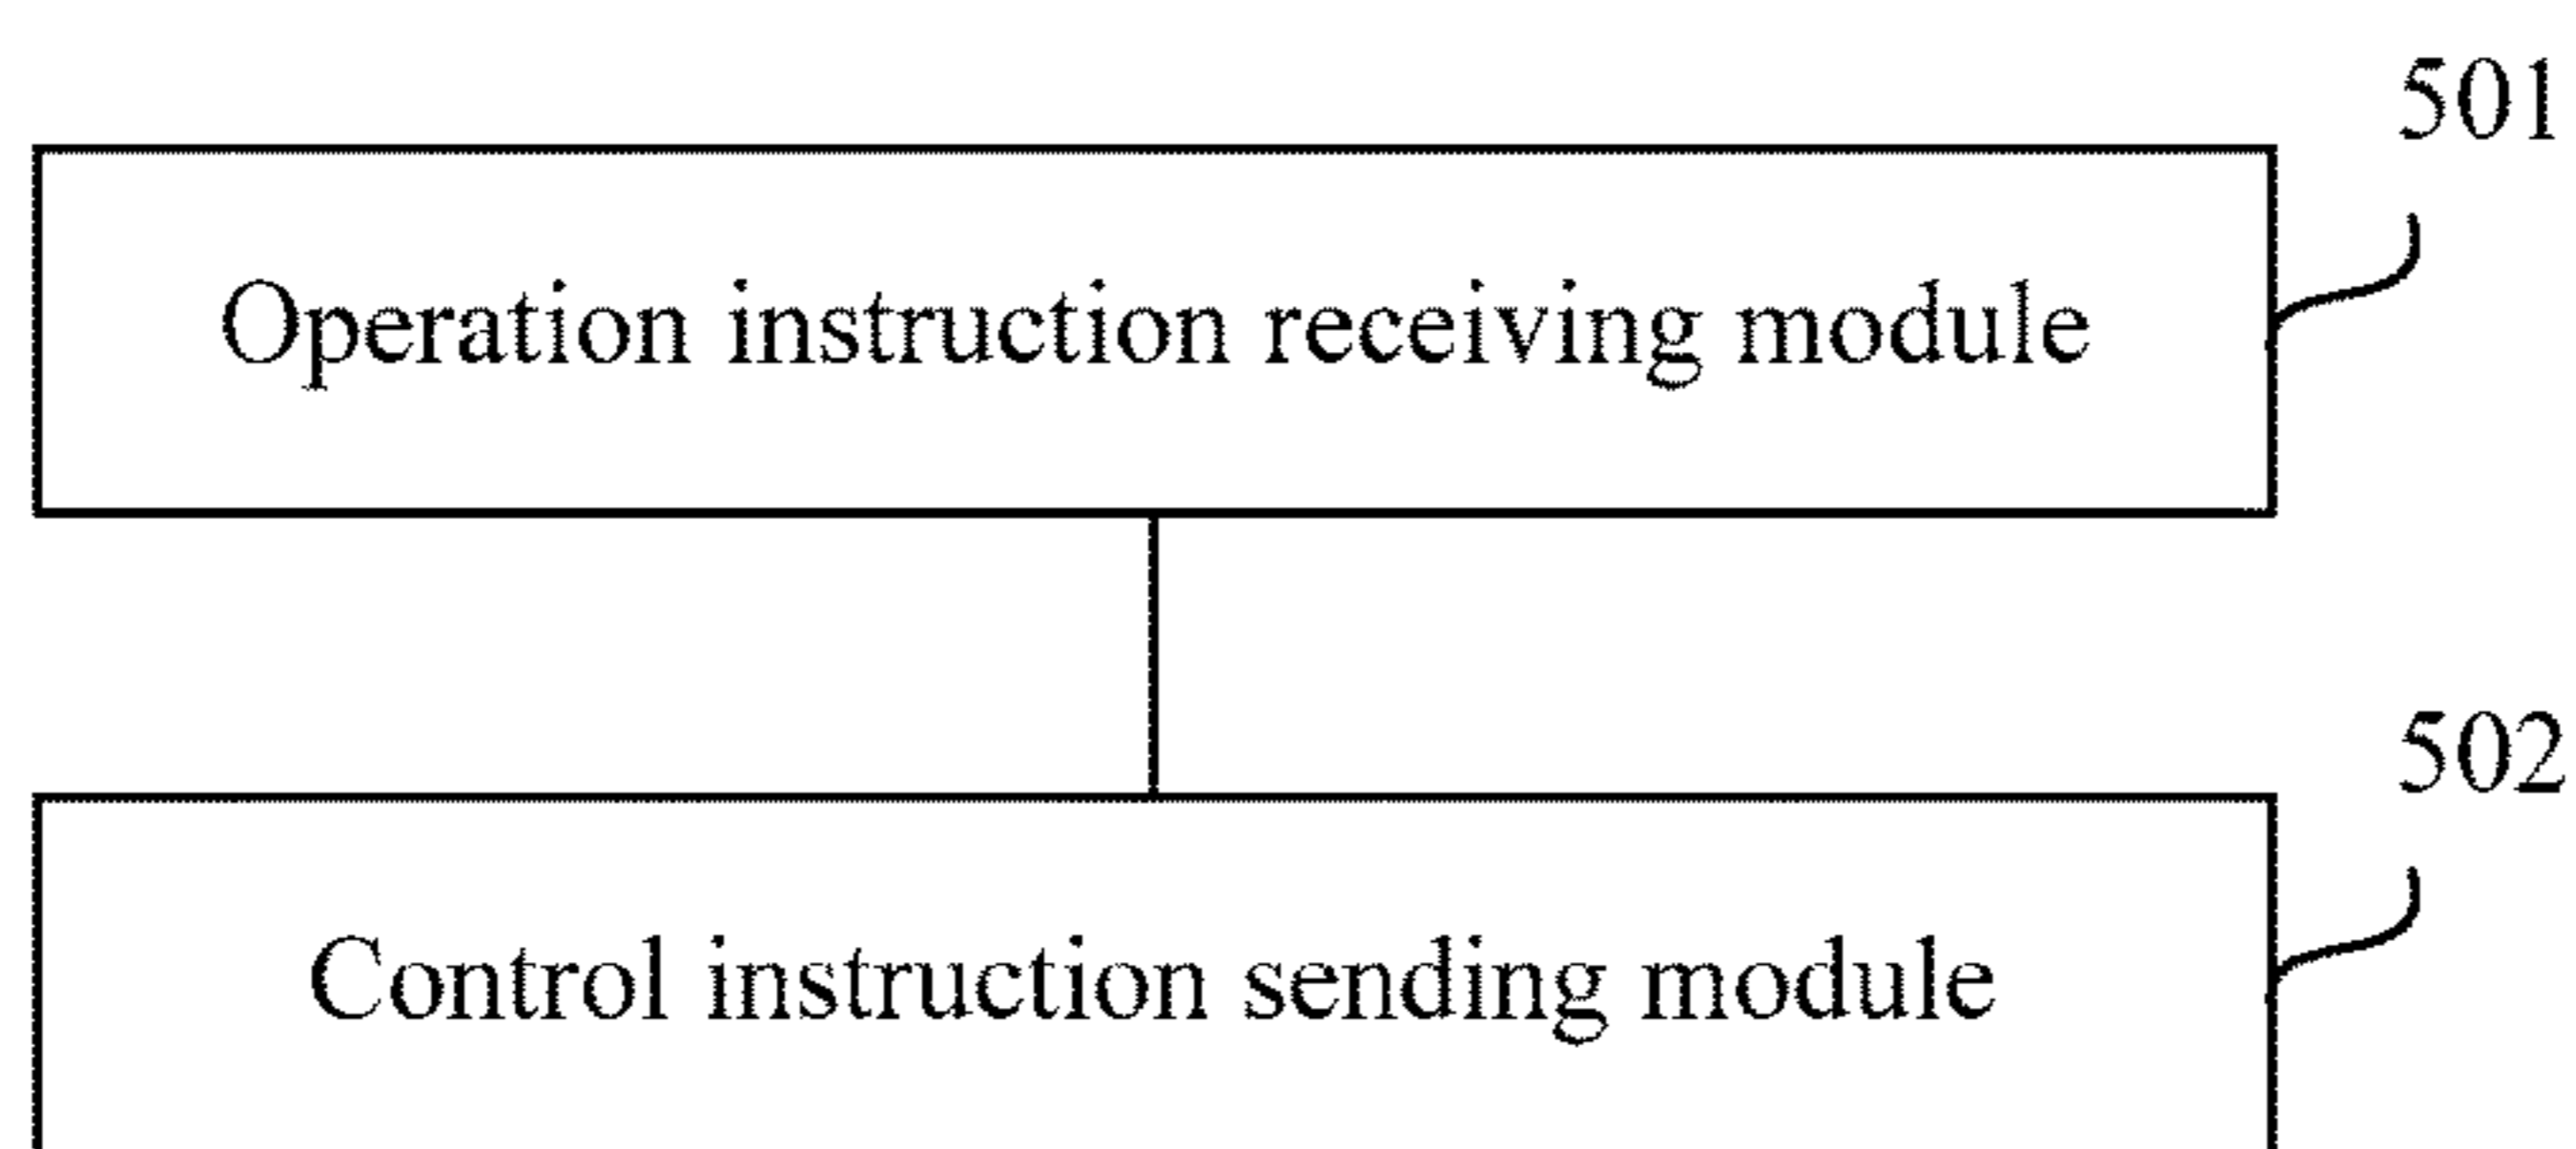 501
Operation instruction receiving module
502
Control instruction sending module